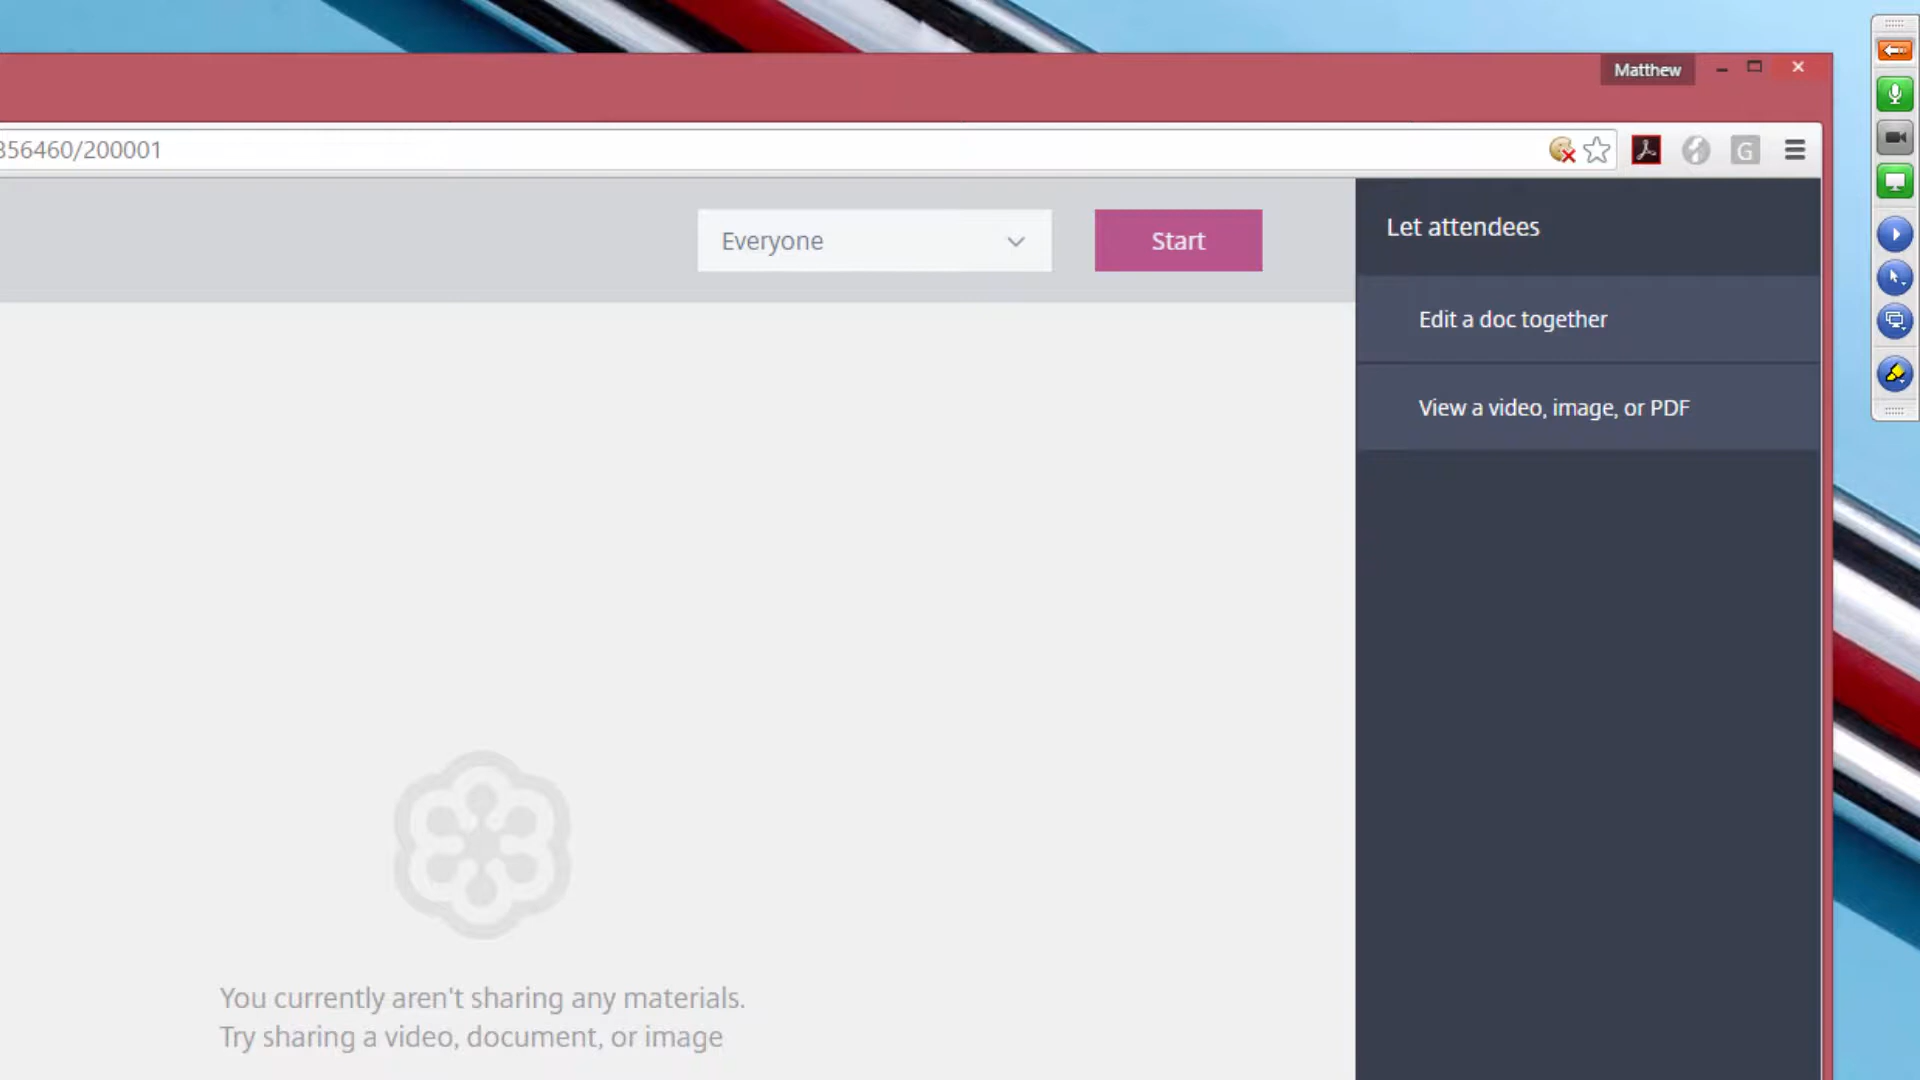 Matthew
356460/200001
G
Everyone
Start
Let attendees
Edit a doc together
View a video, image, or PDF
You currently aren't sharing any materials.
Try sharing a video, document, or image